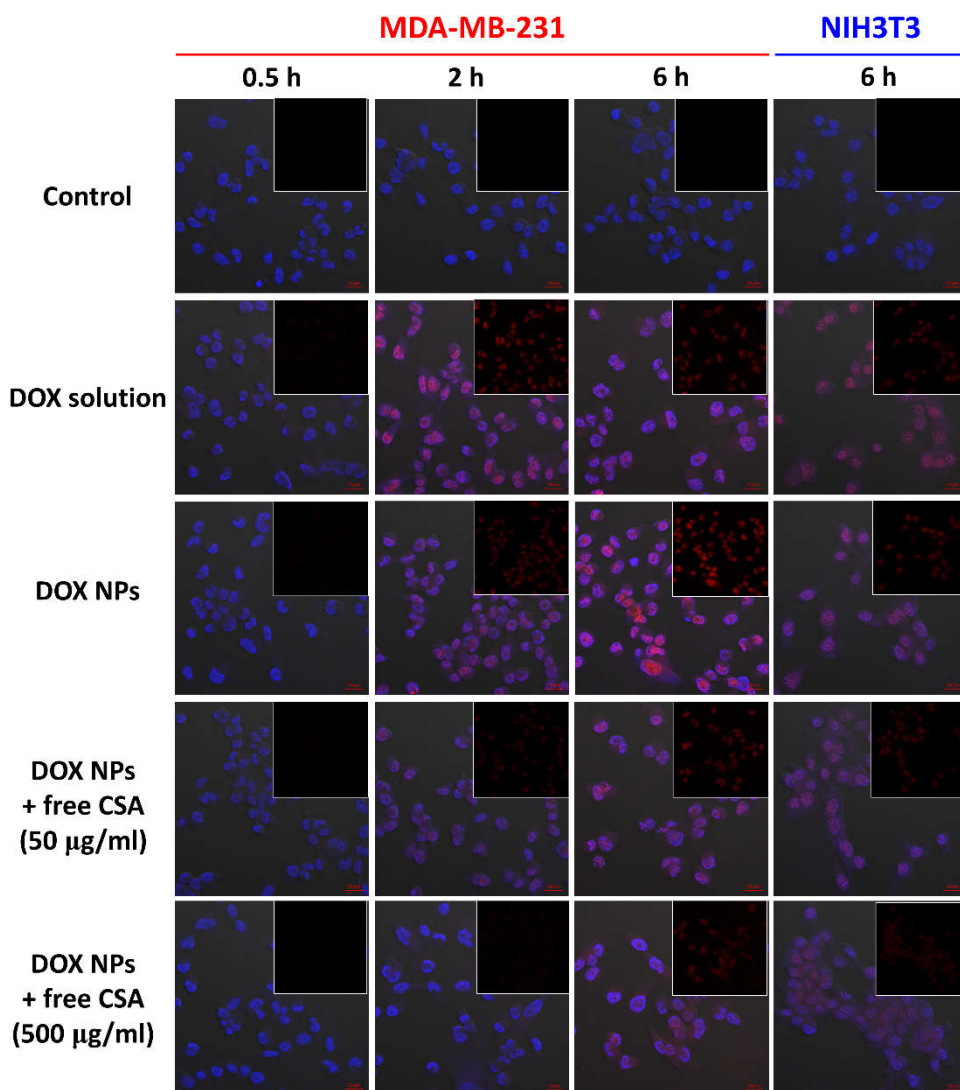 MDA-MB-231 NIH3T3
0.5 h 2 h 6 h 6 h
Control
DOX solution
DOX NPs
DOX NPs
+ free CSA
(50 μg/ml)
DOX NPs
+ free CSA
(500 μg/ml)